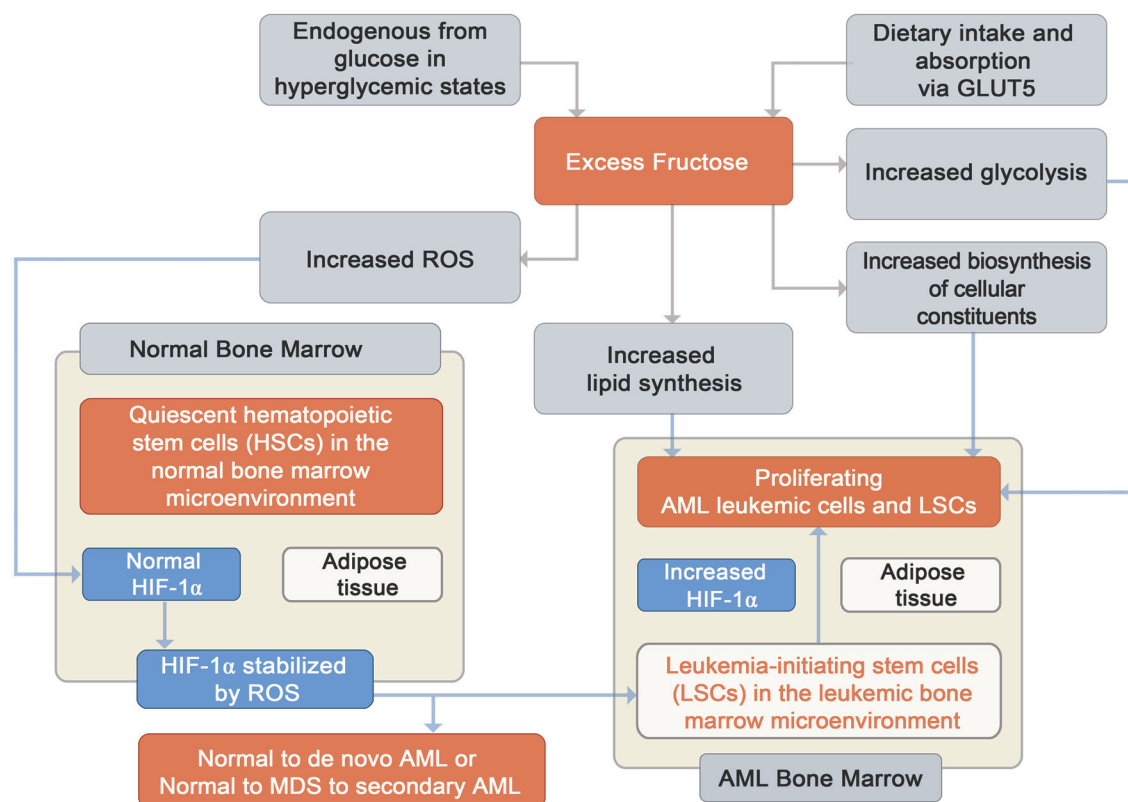 Endogenous from
glucose in
hyperglycemic states
Dietary intake and
absorption
via GLUT5
Excess Fructose
Increased glycolysis
Increased ROS
Increased biosynthesis
of cellular
constituents
Normal Bone Marrow
Increased
lipid synthesis
Quiescent hematopoietic
stem cells (HSCs) in the
normal bone marrow
microenvironment
Proliferating
AML leukemic cells and LSCs
Normal
HIF-1α
Adipose
tissue
Increased
HIF-1α
Adipose
tissue
HIF-1α stabilized
by ROS
Leukemia-initiating stem cells
(LSCs) in the leukemic bone
marrow microenvironment
Normal to de novo AML or
Normal to MDS to secondary AML
AML Bone Marrow